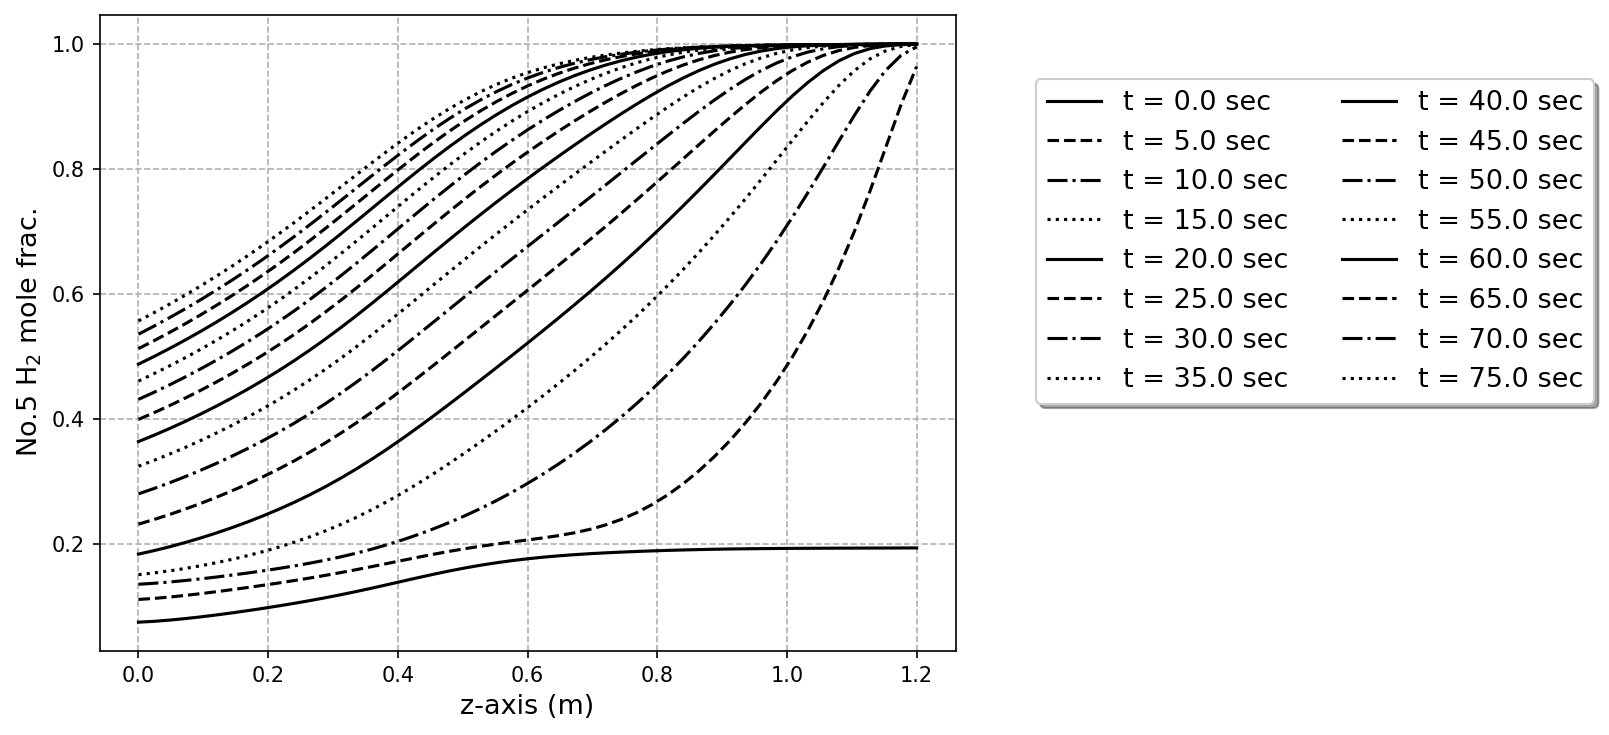 1.0
0.8
0.6
0.4
0.2
No.5 H₂ mole frac.
0.0 0.2 0.4 0.6 0.8 1.0 1.2
z-axis (m)
t = 0.0 sec
t = 5.0 sec
t = 10.0 sec
t = 15.0 sec
t = 20.0 sec
t = 25.0 sec
t = 30.0 sec
t = 35.0 sec
t = 40.0 sec
t = 45.0 sec
t = 50.0 sec
t = 55.0 sec
t = 60.0 sec
t = 65.0 sec
t = 70.0 sec
t = 75.0 sec